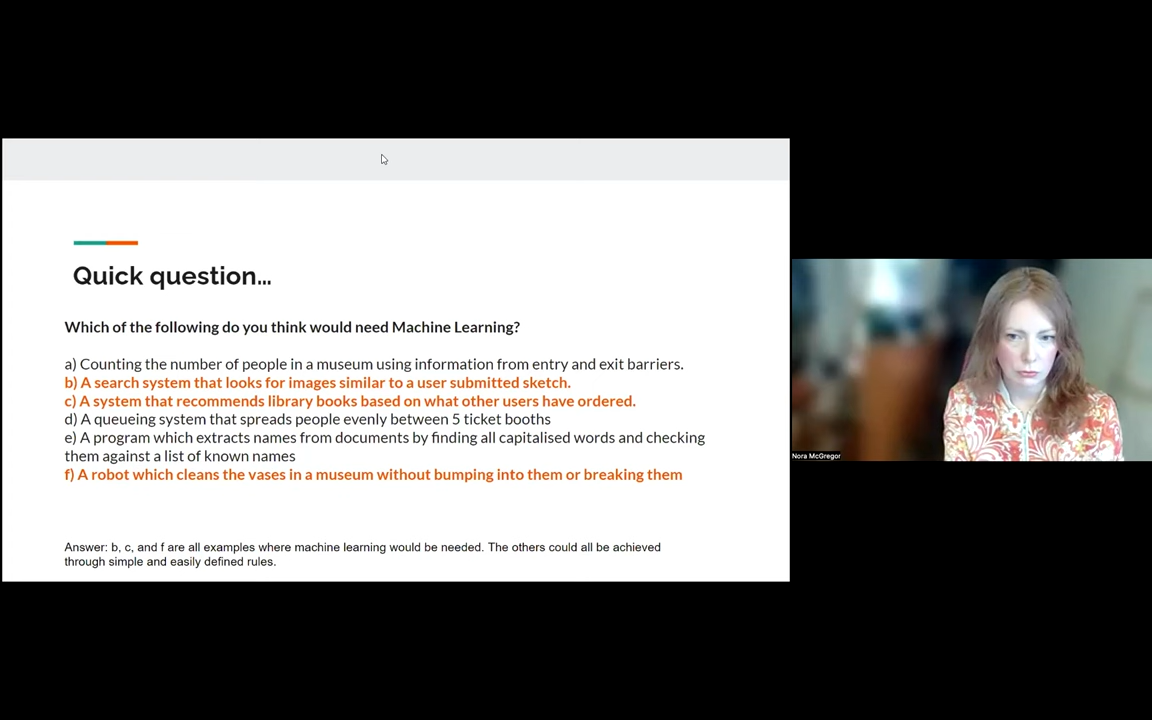 Quick question...
Which of the following do you think would need Machine Learning?
a) Counting the number of people in a museum using information from entry and exit barriers.
b) A search system that looks for images similar to a user submitted sketch.
c) A system that recommends library books based on what other users have ordered.
d) A queueing system that spreads people evenly between 5 ticket booths
e) A program which extracts names from documents by finding all capitalised words and checking
them against a list of known names
f) A robot which cleans the vases in a museum without bumping into them or breaking them
Answer: b, c, and f are all examples where machine learning would be needed. The others could all be achieved
through simple and easily defined rules.
Nora McGregor